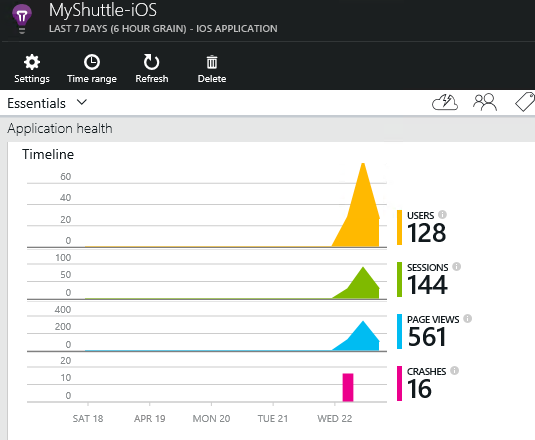 MyShuttle-iOS
LAST 7 DAYS (6 HOUR GRAIN) - IOS APPLICATION
Settings Time range Refresh Delete
Essentials
Application health
Timeline
60
40
20
0
USERS
128
100
50
0
SESSIONS
144
400
200
0
PAGE VIEWS
561
20
10
0
CRASHES
16
SAT 18 APR 19 MON 20 TUE 21 WED 22